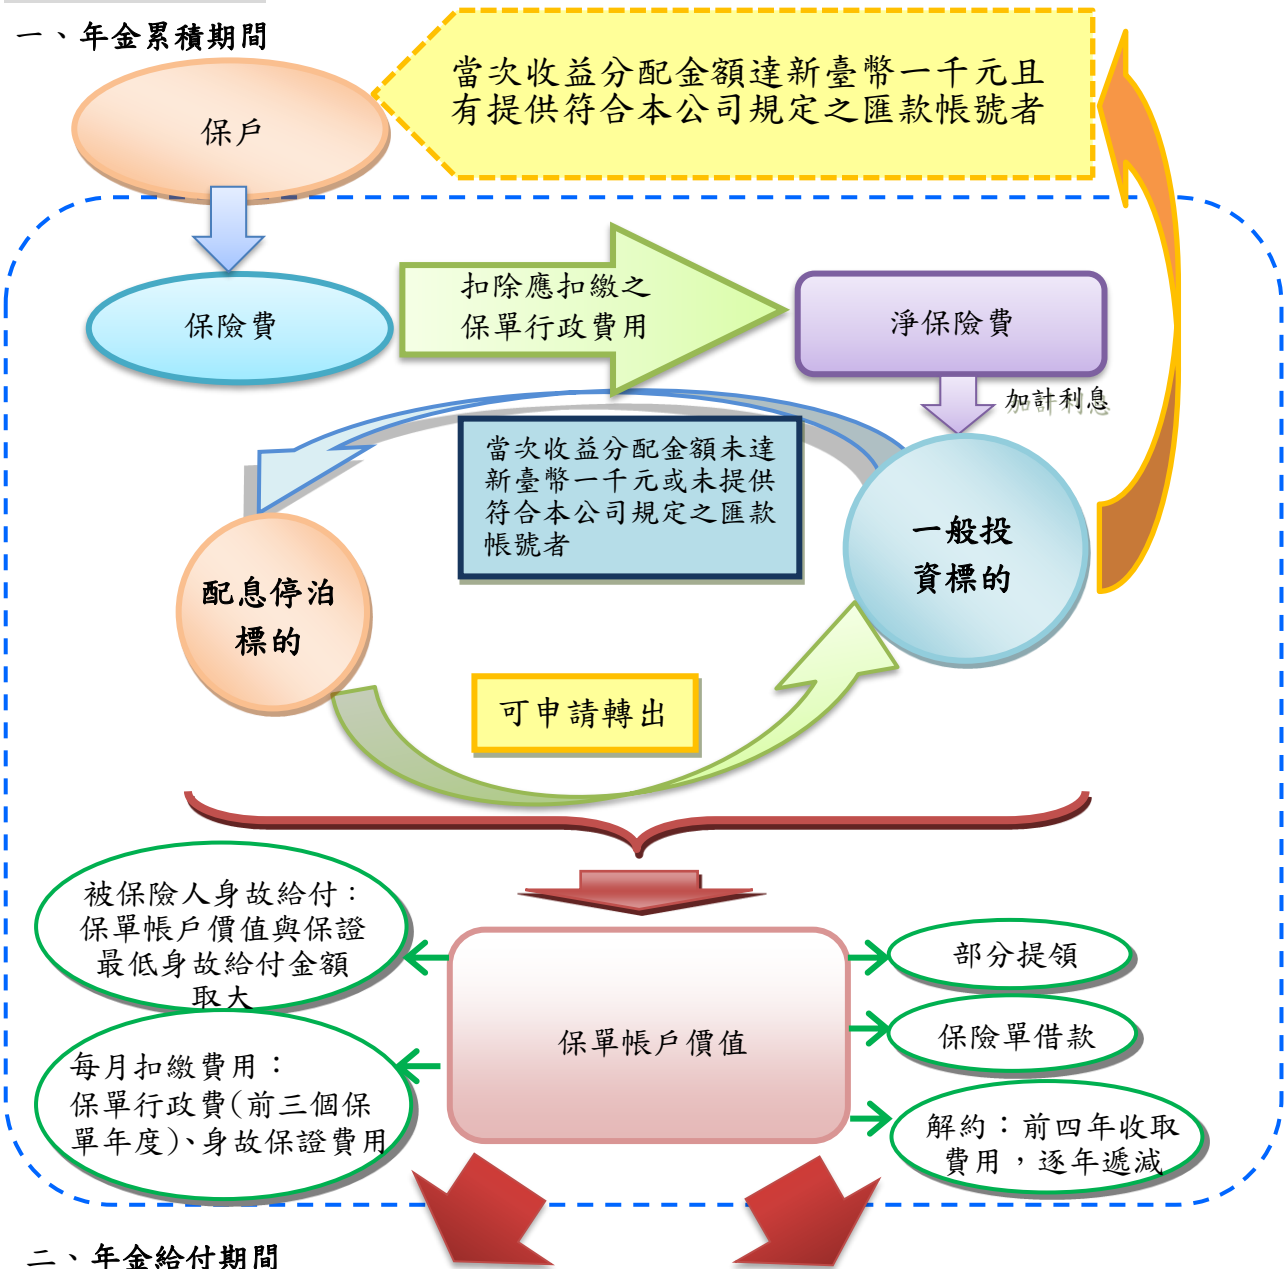 一、年金累積期間
當次收益分配金額達新臺幣一千元且
有提供符合本公司規定之匯款帳號者
保戶
扣除應扣繳之
保單行政費用
保險費
淨保險費
加計利息
當次收益分配金額未達
新臺幣一千元或未提供
符合本公司規定之匯款
帳號者
一般投
資標的
配息停泊
標的
可申請轉出
被保險人身故給付：
保單帳戶價值與保證
最低身故給付金額
取大
每月扣繳費用：
保單行政費(前三個保
單年度)、身故保證費用
保單帳戶價值
部分提領
保險單借款
解約：前四年收取
費用，逐年遞減
二、年金給付期間